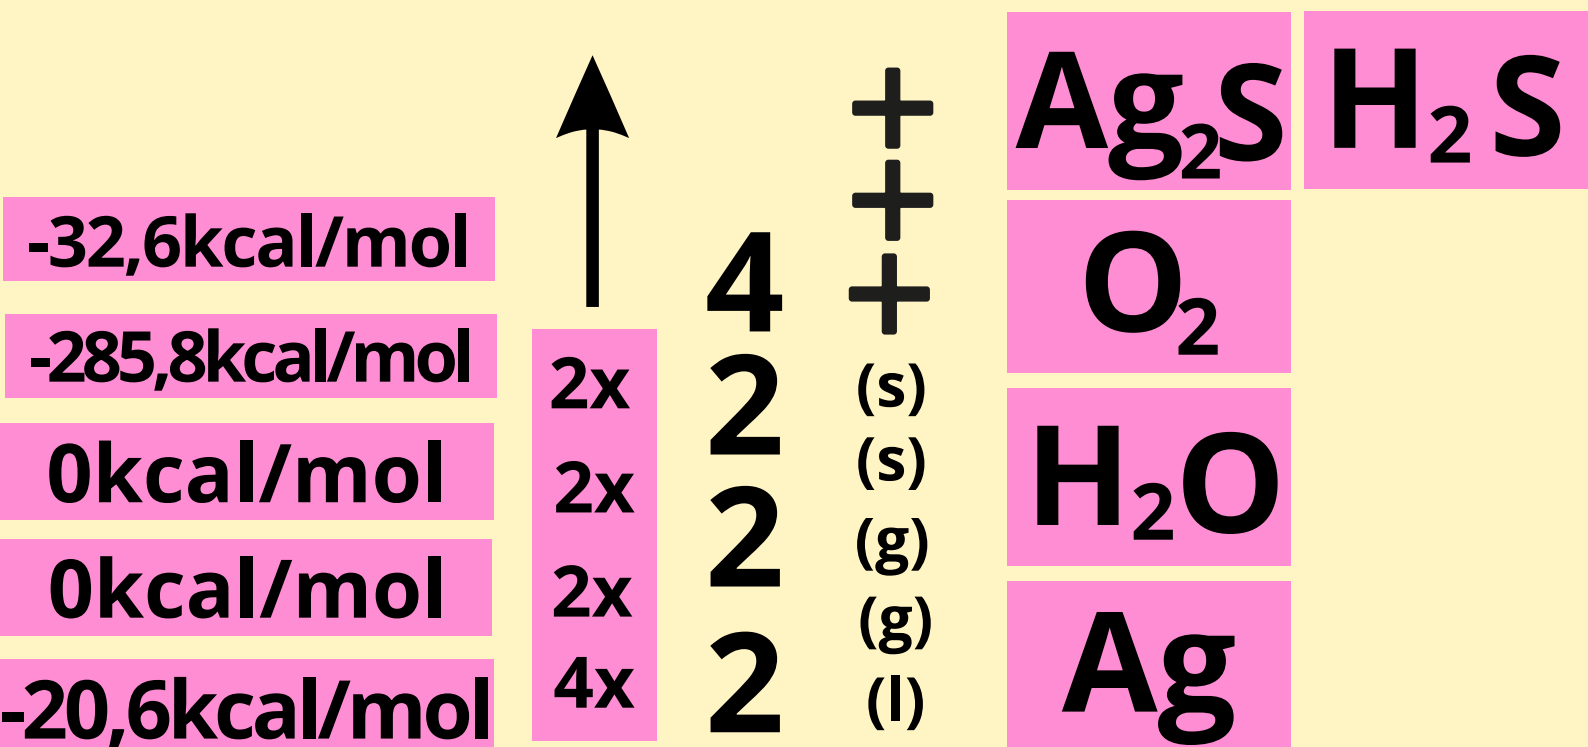 -32,6kcal/mol
-285,8kcal/mol
0kcal/mol
0kcal/mol
-20,6kcal/mol
2x
2x
2x
4x
4
2
2
2
+
+
+
(s)
(s)
(g)
(g)
(l)
Ag₂S
H₂S
O₂
H₂O
Ag